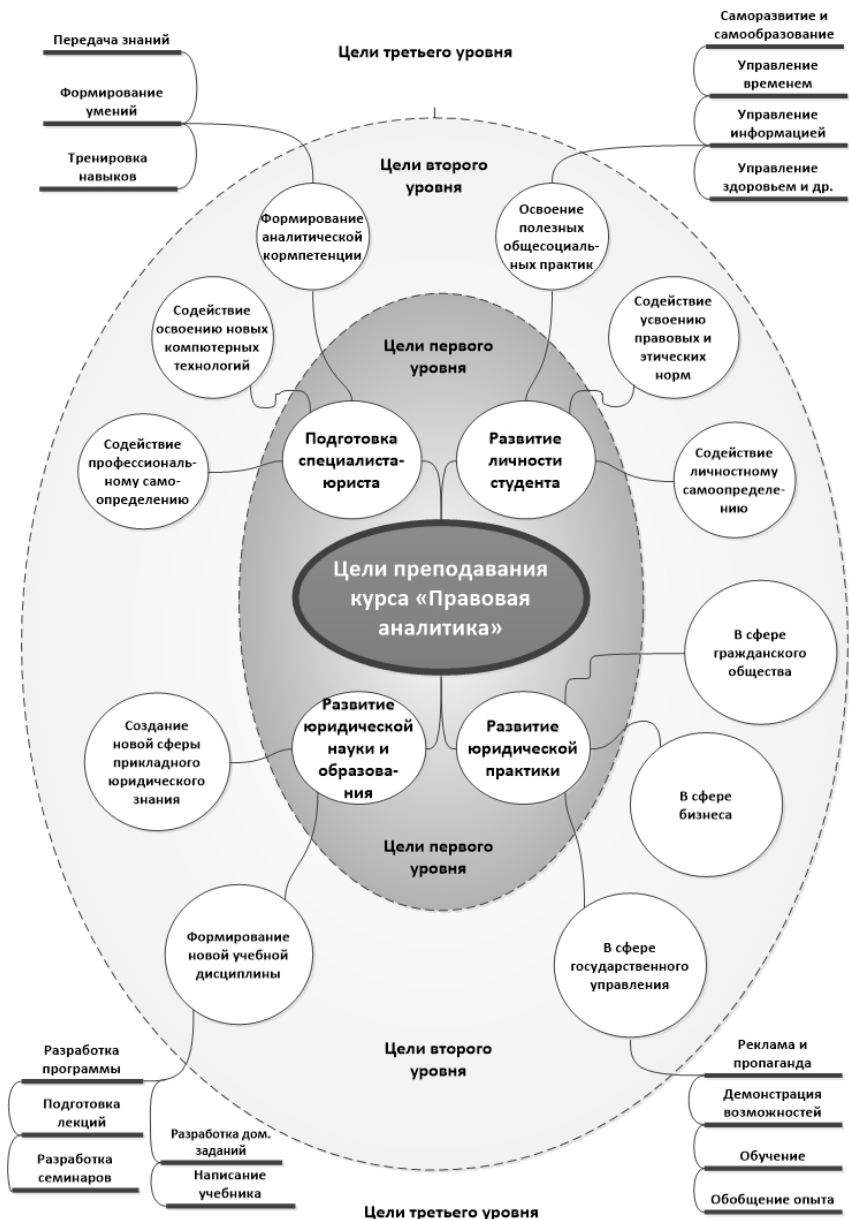 Передача знаний
Формирование
умений
Тренировка
навыков
Цели третьего уровня
Саморазвитие и
самообразование
Управление
временем
Управление
информацией
Управление
здоровьем и др.
Цели второго
уровня
Формирование
аналитической
кормпетенции
Освоение
полезных
общесоциаль-
ных практик
Содействие
освоению новых
компютерных
технологий
Содействие
усвоению
правовых и
этических
норм
Цели первого
уровня
Содействие
профессиональ-
ному само-
определению
Подготовка
специалиста-
юриста
Развитие
личности
студента
Содействие
личностному
самоопределе-
нию
Цели преподавания
курса «Правовая
аналитика»
В сфере
гражданского
общества
Создание
новой сферы
прикладного
юридического
знания
Развитие
юридической
науки и
образова-
ния
Развитие
юридической
практики
В сфере
бизнеса
Цели первого
уровня
Формирование
новой учебной
дисциплины
В сфере
государственного
управления
Цели второго
уровня
Разработка
программы
Подготовка
лекций
Разработка
семинаров
Разработка дом.
заданий
Написание
учебника
Реклама и
пропаганда
Демонстрация
возможностей
Обучение
Обобщение опыта
Цели третьего уровня